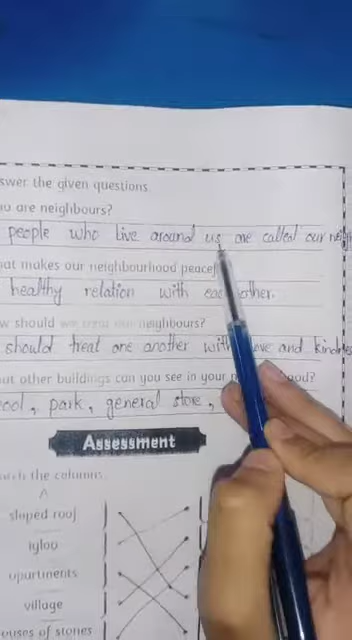 swer the given questions.
o are neighbours?
people who live around us are called our
at makes our neighbourhood peacef
healthy relation with each other.
w should we treat our neighbours?
should treat one another with love and kindness
at other buildings can you see in your
ool, park, general store,
Assessment
atch the columns
A
sloped roof
igloo
apartments
village
ouses of stones